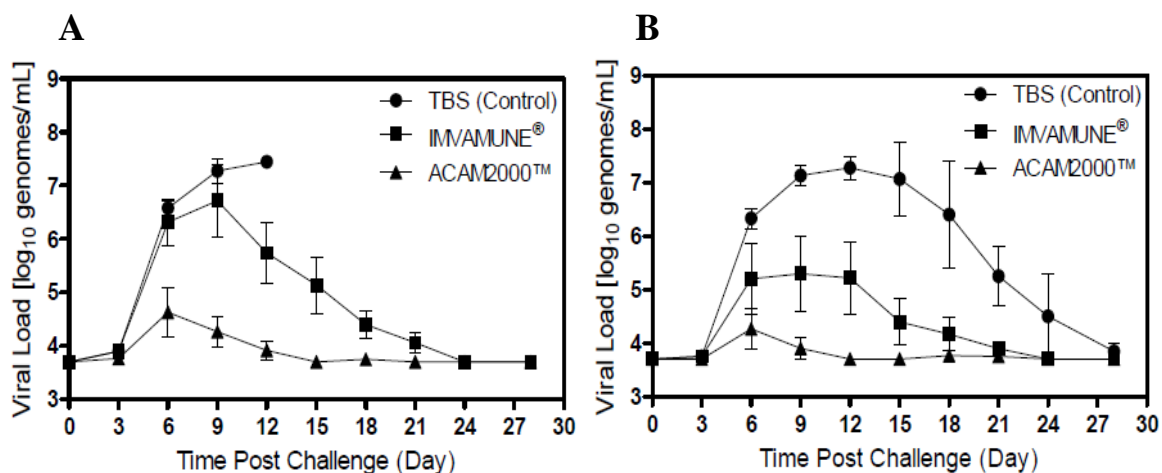 A
Viral Load [log₁₀ genomes/mL]
9
8
7
6
5
4
3
TBS (Control)
IMVAMUNE®
ACAM2000™
0 3 6 9 12 15 18 21 24 27 30
Time Post Challenge (Day)
B
Viral Load [log₁₀ genomes/mL]
9
8
7
6
5
4
3
TBS (Control)
IMVAMUNE®
ACAM2000™
0 3 6 9 12 15 18 21 24 27 30
Time Post Challenge (Day)